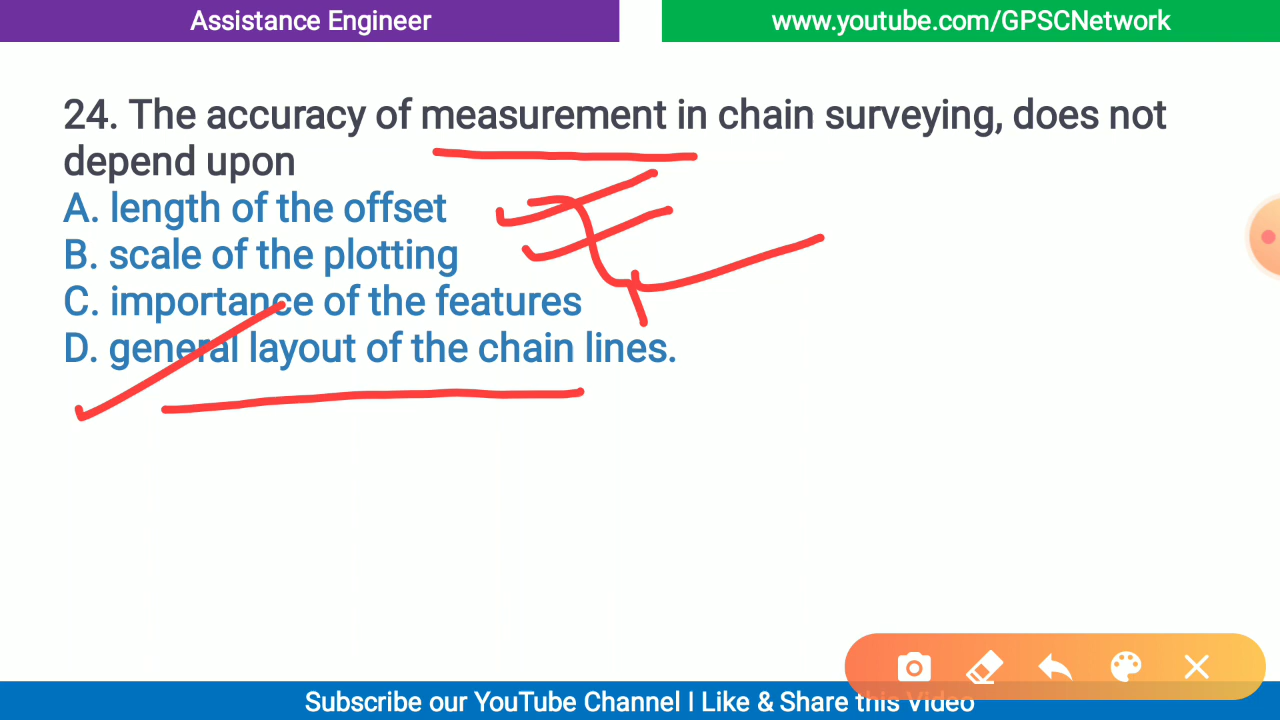 Assistance Engineer
www.youtube.com/GPSCNetwork
24. The accuracy of measurement in chain surveying, does not
depend upon
A. length of the offset
B. scale of the plotting
C. importance of the features
D. general layout of the chain lines.
Subscribe our YouTube Channel I Like & Share this Video